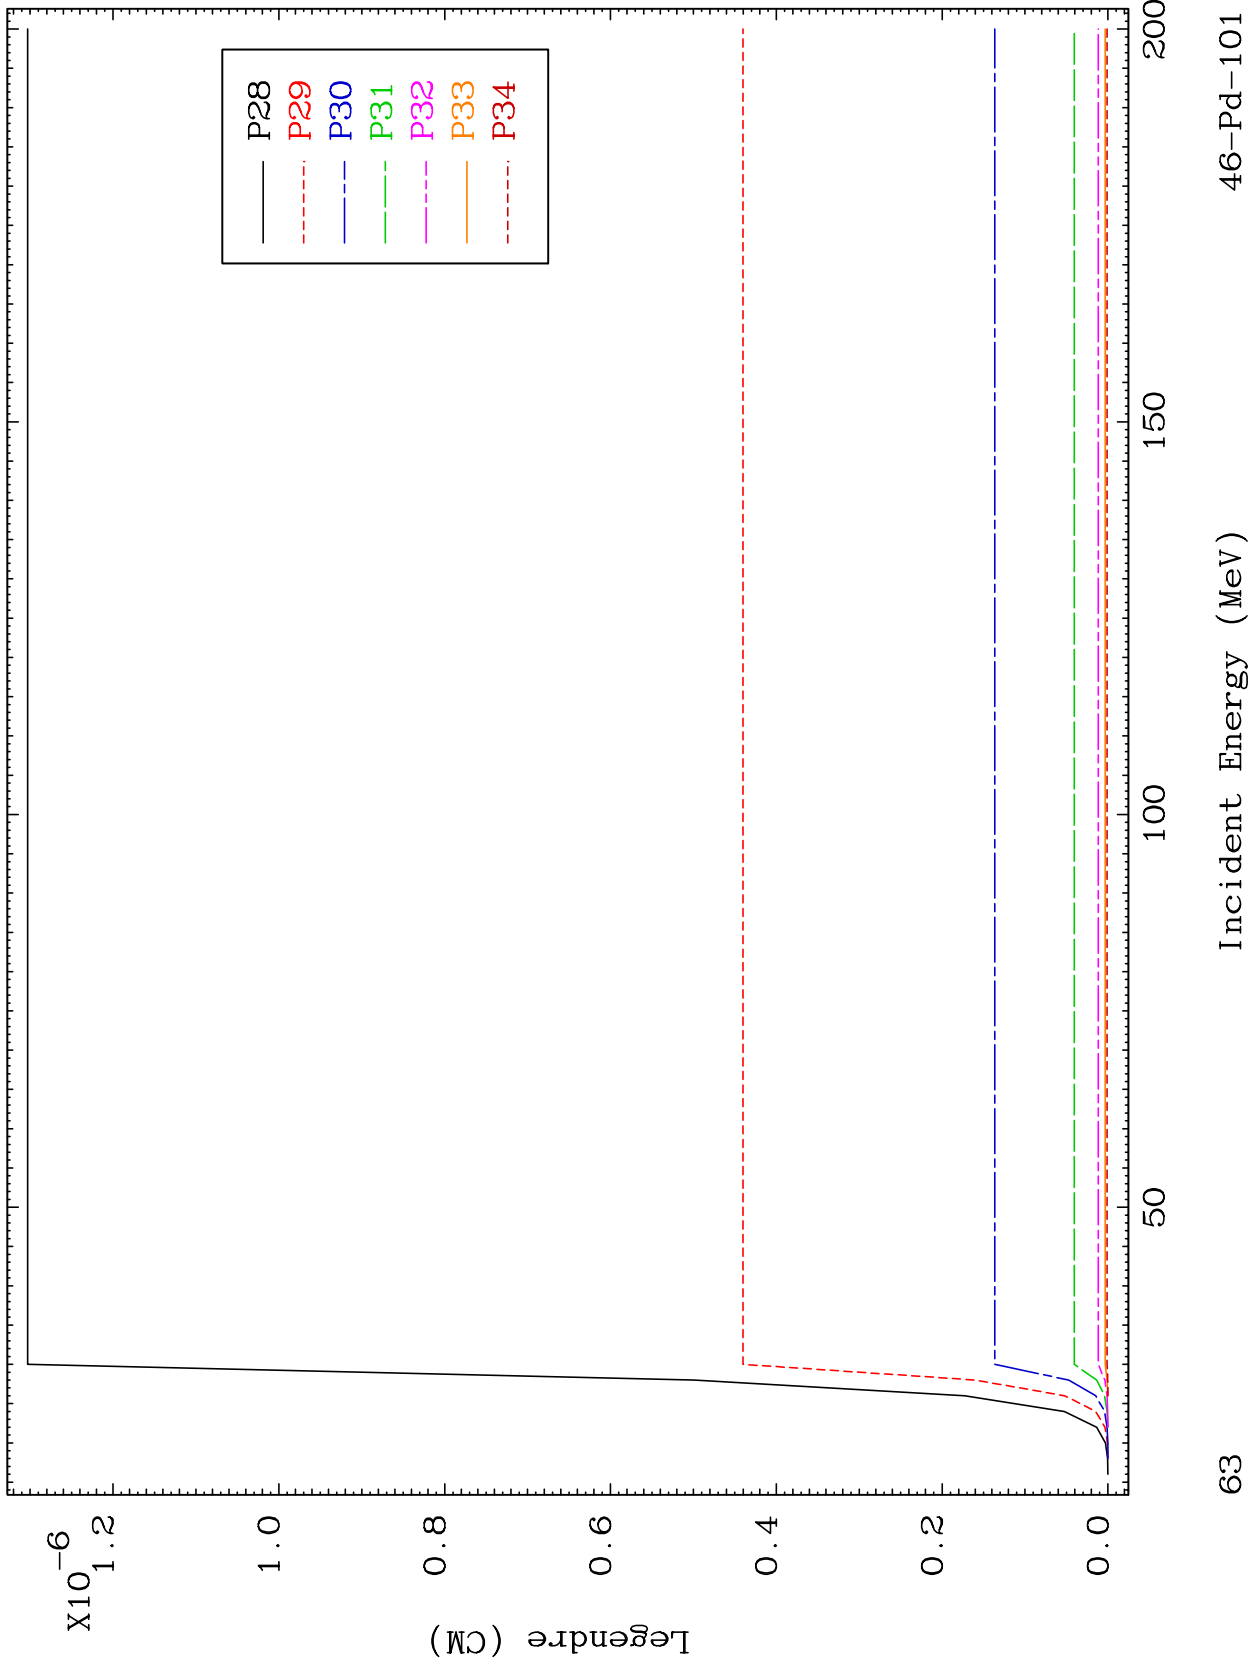 X10-6
1.2
1.0
0.8
0.6
0.4
0.2
0.0
Legendre (CM)
P28
P29
P30
P31
P32
P33
P34
50
100
150
200
63
Incident Energy (MeV)
46-Pd-101